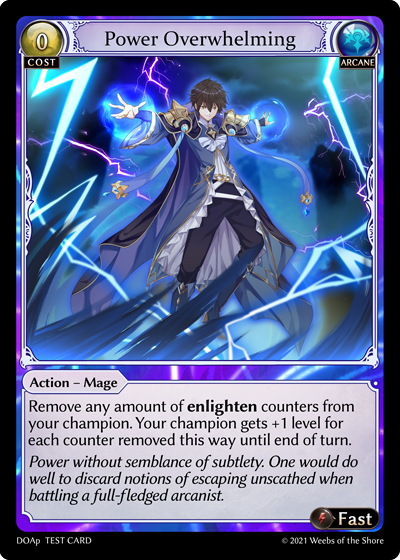 0
Power Overwhelming
COST
ARCANE
Action – Mage
Remove any amount of enlighten counters from
your champion. Your champion gets +1 level for
each counter removed this way until end of turn.
Power without semblance of subtlety. One would do
well to discard notions of escaping unscathed when
battling a full-fledged arcanist.
Fast
DOAp TEST CARD
© 2021 Weebs of the Shore